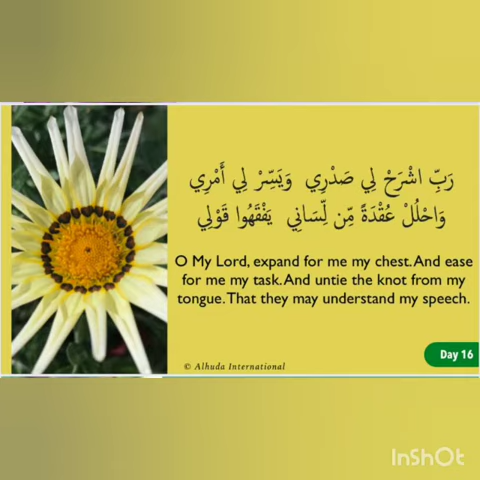 رَبِّ اشْرَحْ لِي صَدْرِي وَيَسِّرْ لِي أَمْرِي
وَاحْلُلْ عُقْدَةً مِّن لِّسَانِي يَفْقَهُوا قَوْلِي
O My Lord, expand for me my chest. And ease
for me my task. And untie the knot from my
tongue. That they may understand my speech.
Day 16
© Alhuda International
InShOt